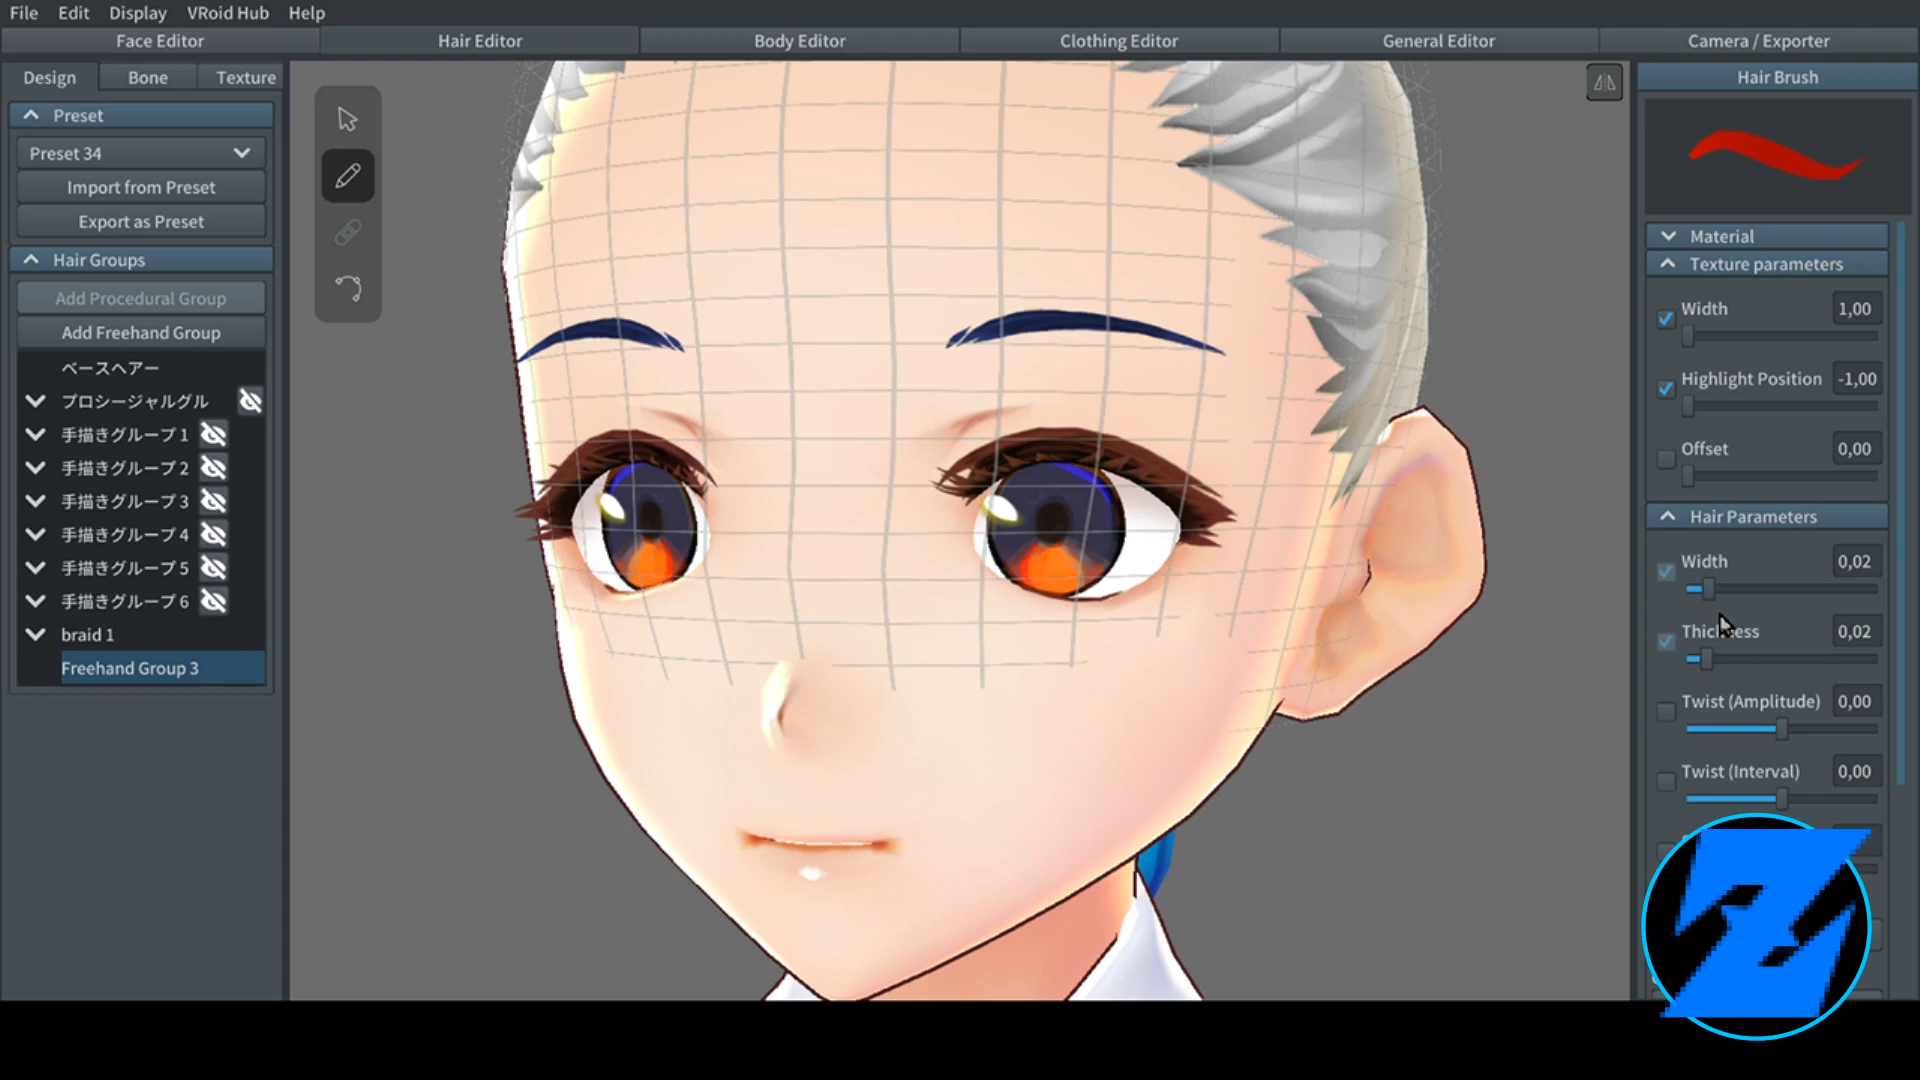 File Edit Display VRoid Hub Help
Face Editor Hair Editor Body Editor Clothing Editor General Editor Camera / Exporter
Design Bone Texture
Preset
Preset 34
Import from Preset
Export as Preset
Hair Groups
Add Procedural Group
Add Freehand Group
ベースヘアー
プロシージャルグル
手描きグループ 1
手描きグループ 2
手描きグループ 3
手描きグループ 4
手描きグループ 5
手描きグループ 6
braid 1
Freehand Group 3
Hair Brush
Material
Texture parameters
Width 1,00
Highlight Position -1,00
Offset 0,00
Hair Parameters
Width 0,02
Thickness 0,02
Twist (Amplitude) 0,00
Twist (Interval) 0,00
Z